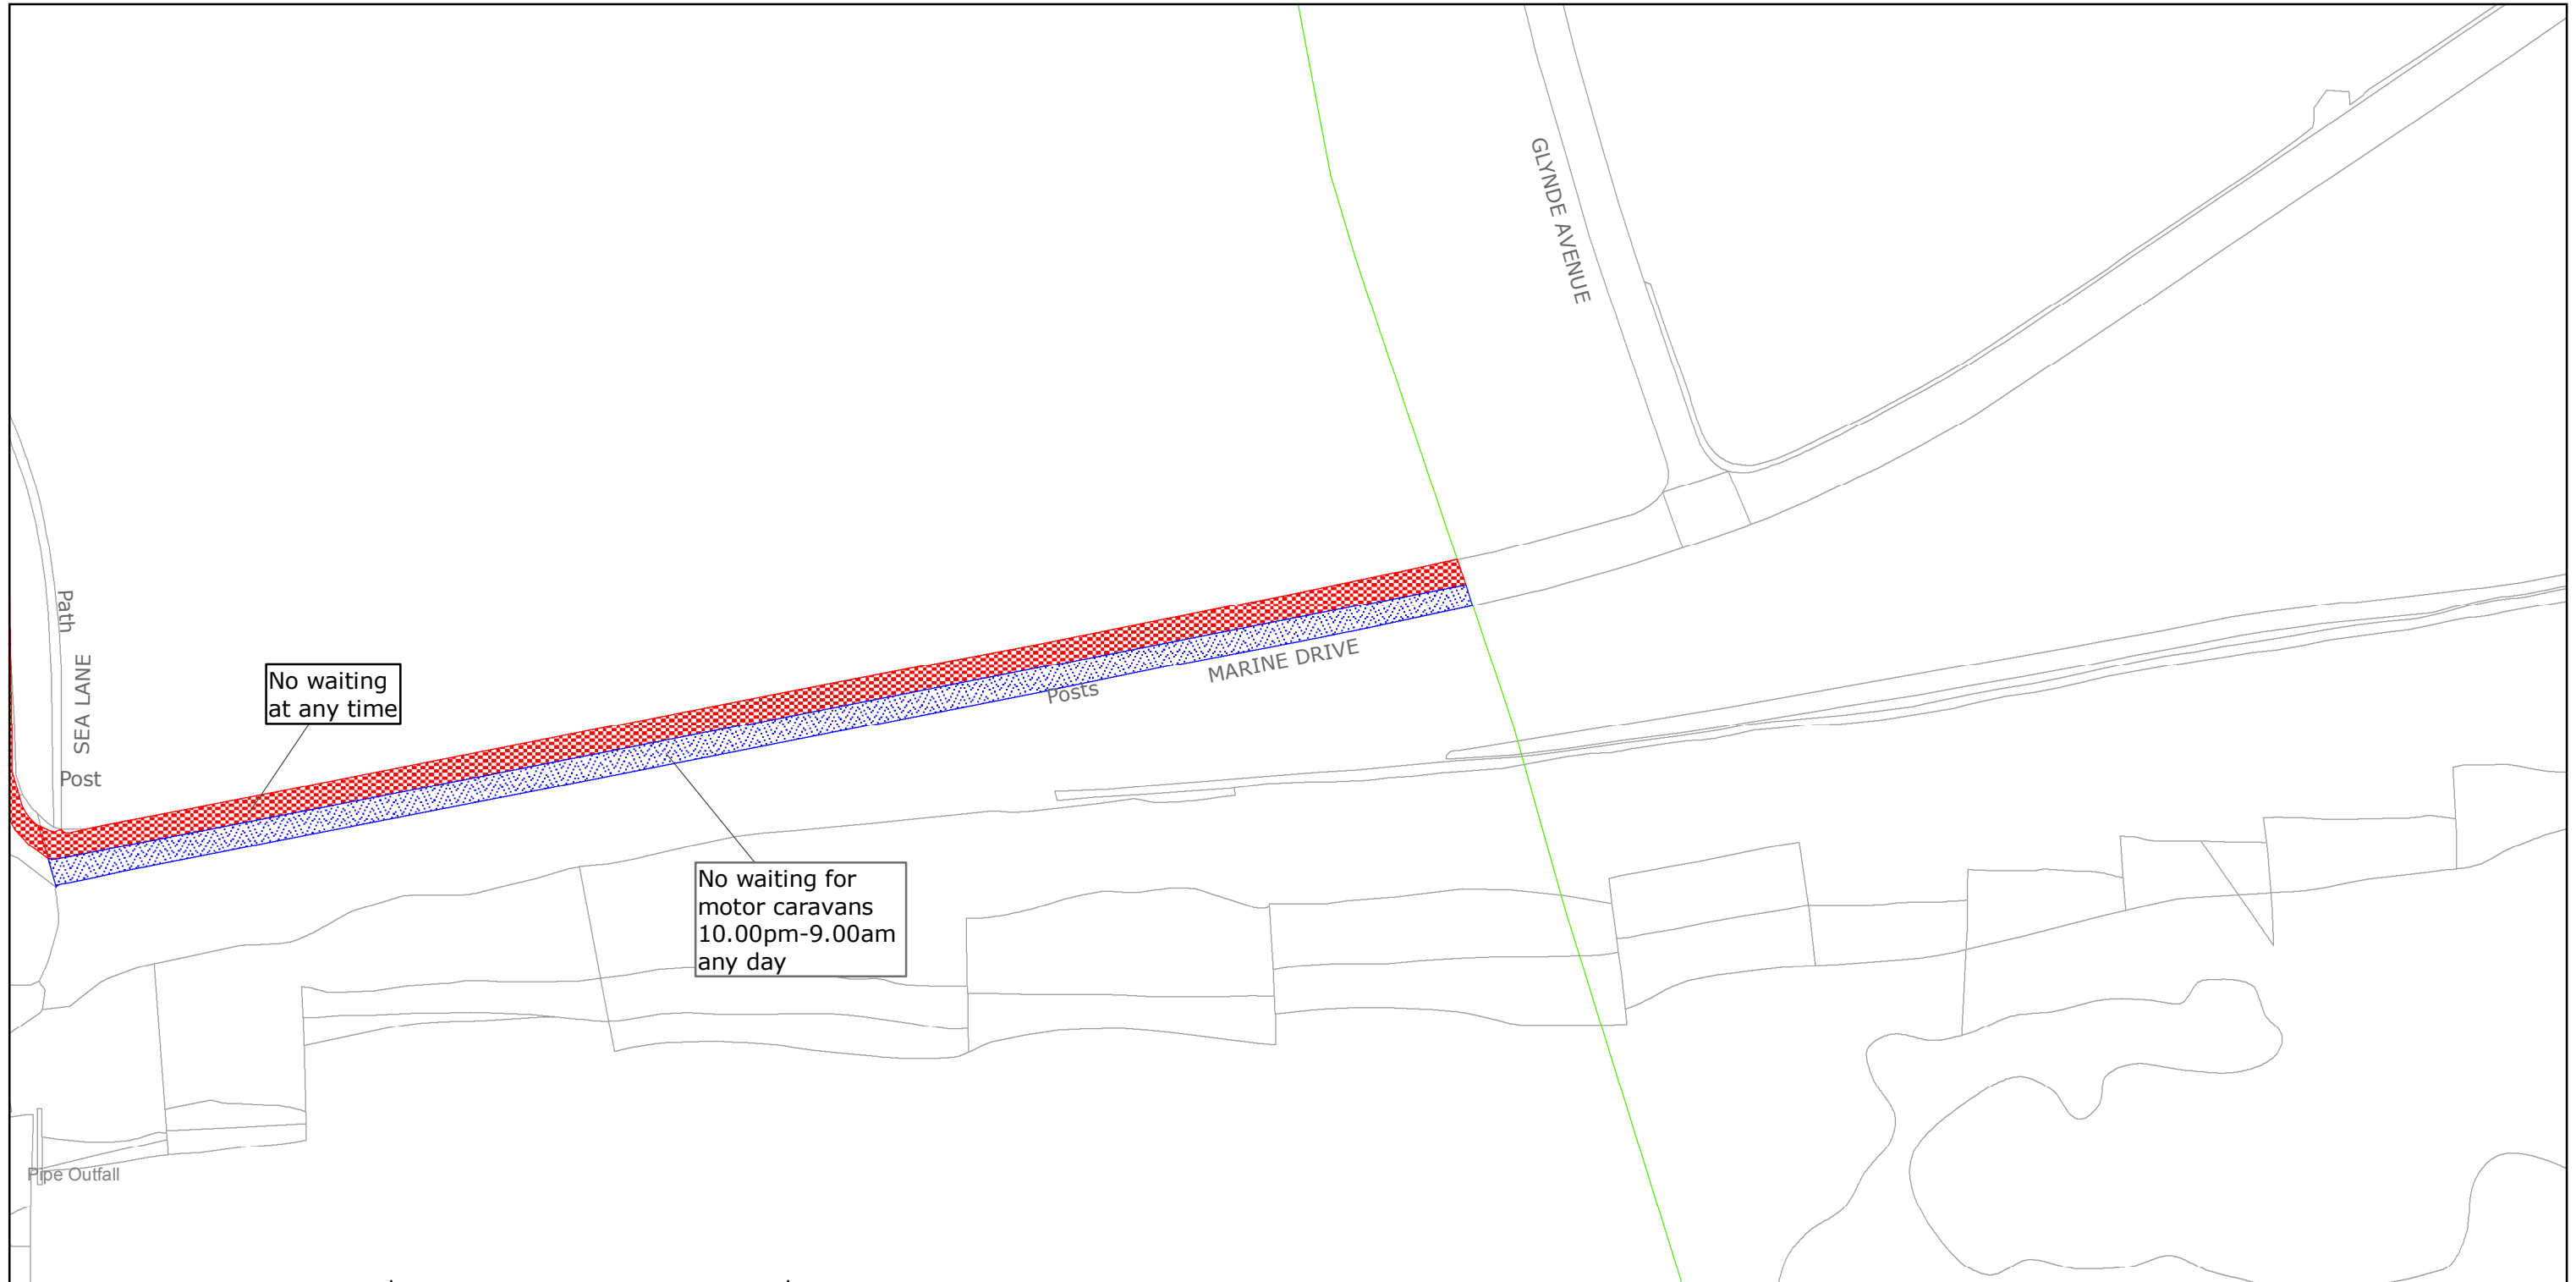 GLYNDE AVENUE
Path
SEA LANE
Post
No waiting
at any time
Posts
MARINE DRIVE
No waiting for
motor caravans
10.00pm-9.00am
any day
Pipe Outfall